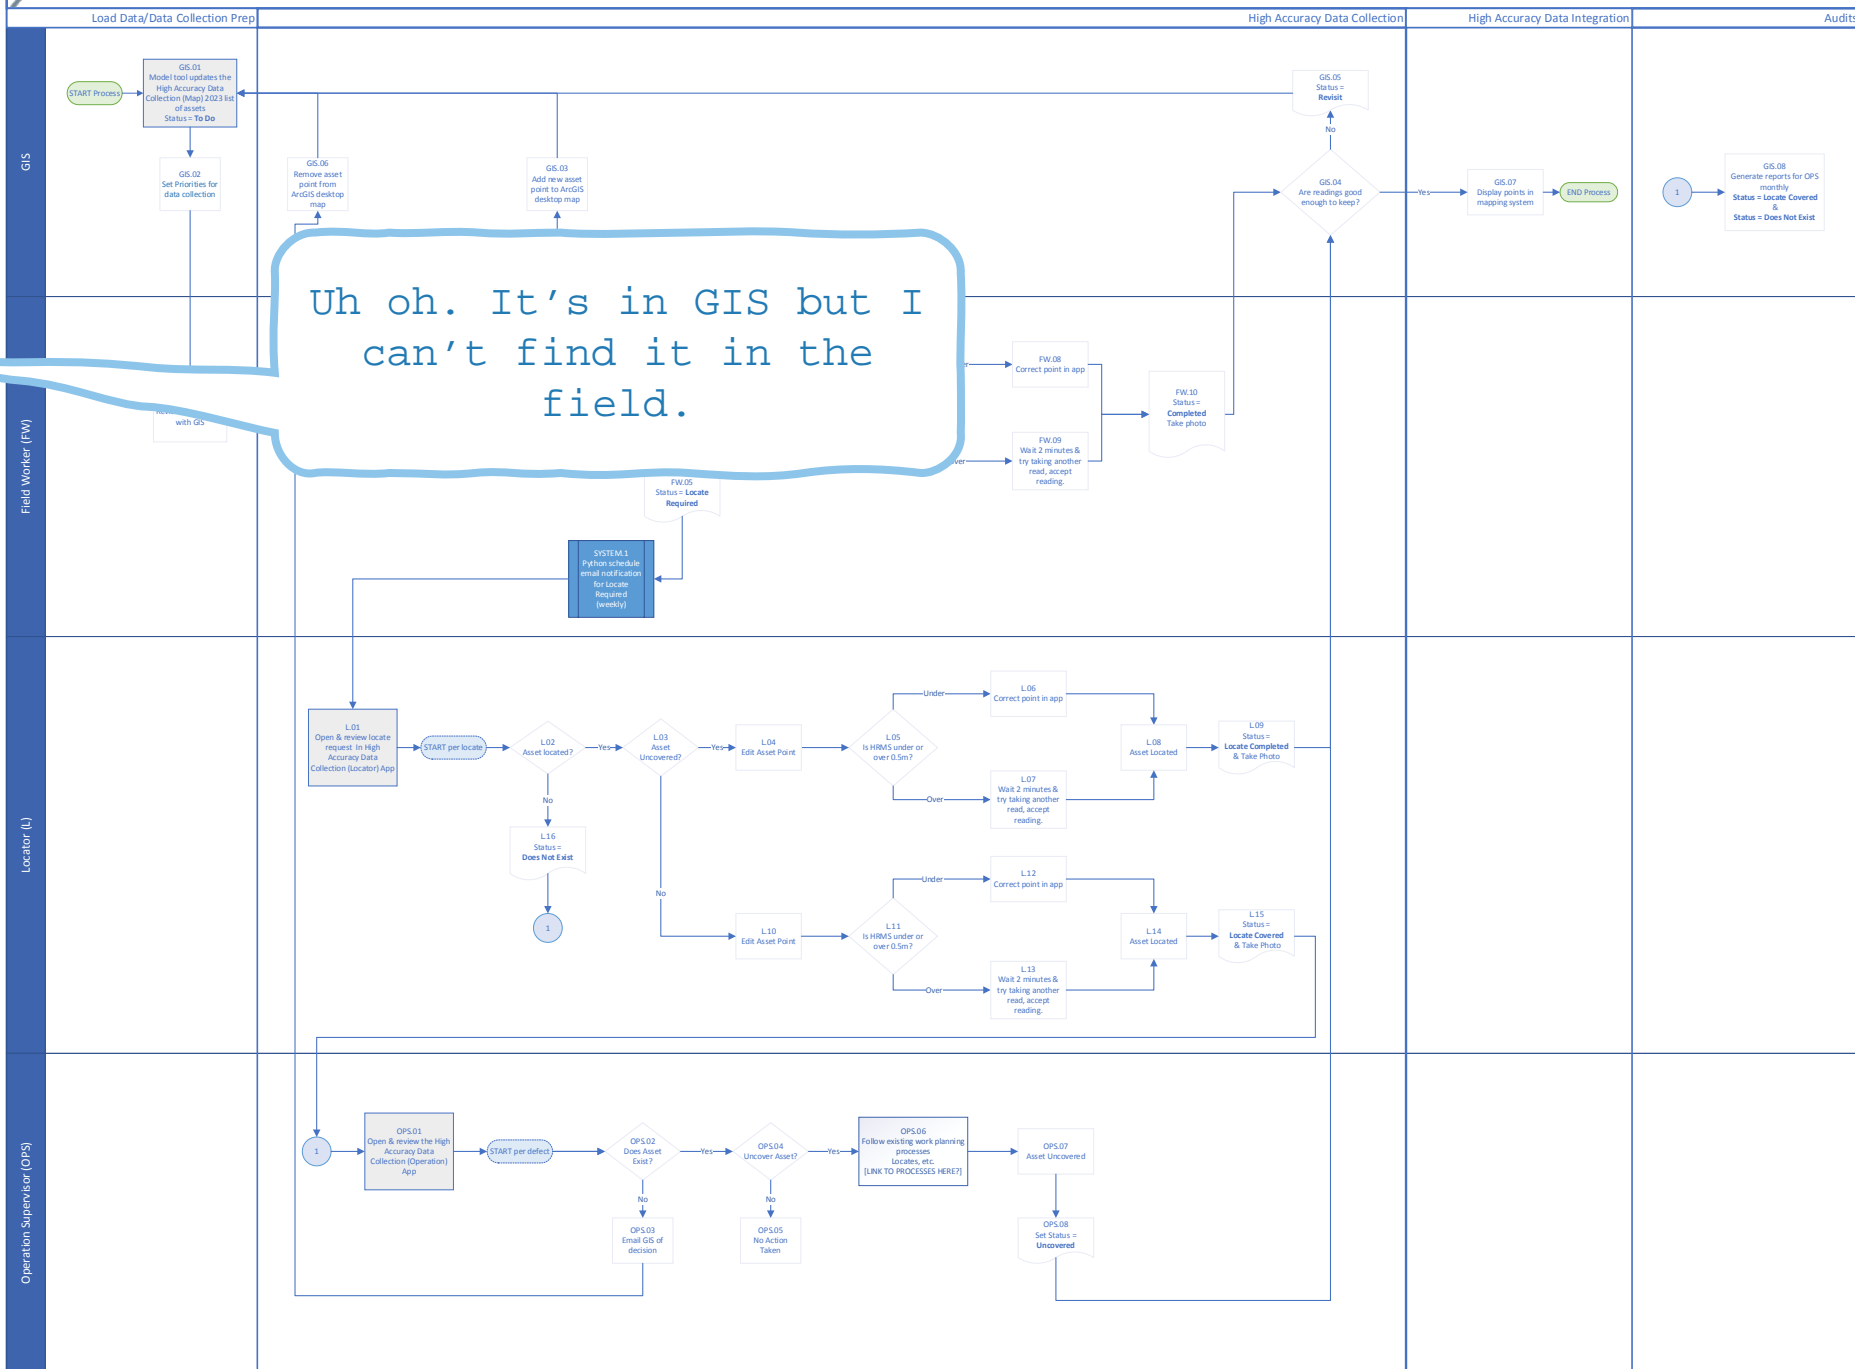 Load Data/Data Collection Prep
High Accuracy Data Collection
High Accuracy Data Integration
Audits
GIS
START Process
GIS.01
Model tool updates the
High Accuracy Data
Collection (Map) 2023 list
of assets
Status = To Do
GIS.02
Set Priorities for
data collection
GIS.06
Remove asset
point from
ArcGIS desktop
map
GIS.03
Add new asset
point to ArcGIS
desktop map
GIS.05
Status =
Revisit
No
GIS.04
Are readings good
enough to keep?
Yes
GIS.07
Display points in
mapping system
END Process
1
GIS.08
Generate reports for OPS
monthly
Status = Locate Covered
&
Status = Does Not Exist
Uh oh. It's in GIS but I
can't find it in the
field.
Field Worker (FW)
with GIS
FW.08
Correct point in app
FW.09
Wait 2 minutes &
try taking another
read, accept
reading.
FW.10
Status =
Completed
Take photo
FW.05
Status = Locate
Required
SYSTEM.1
Python schedule
email notification
for Locate
Required
(weekly)
Locator (L)
L.01
Open & review locate
request In High
Accuracy Data
Collection (Locator) App
START per locate
L.02
Asset located?
Yes
L.03
Asset
Uncovered?
Yes
L.04
Edit Asset Point
L.05
Is HRMS under or
over 0.5m?
Under
L.06
Correct point in app
Over
L.07
Wait 2 minutes &
try taking another
read, accept
reading.
L.08
Asset Located
L.09
Status =
Locate Completed
& Take Photo
No
L.16
Status =
Does Not Exist
1
No
L.10
Edit Asset Point
L.11
Is HRMS under or
over 0.5m?
Under
L.12
Correct point in app
Over
L.13
Wait 2 minutes &
try taking another
read, accept
reading.
L.14
Asset Located
L.15
Status =
Locate Covered
& Take Photo
Operation Supervisor (OPS)
1
OPS.01
Open & review the High
Accuracy Data
Collection (Operation)
App
START per defect
OPS.02
Does Asset
Exist?
Yes
OPS.04
Uncover Asset?
Yes
OPS.06
Follow existing work planning
processes
Locates, etc.
[LINK TO PROCESSES HERE?]
OPS.07
Asset Uncovered
No
OPS.03
Email GIS of
decision
No
OPS.05
No Action
Taken
OPS.08
Set Status =
Uncovered